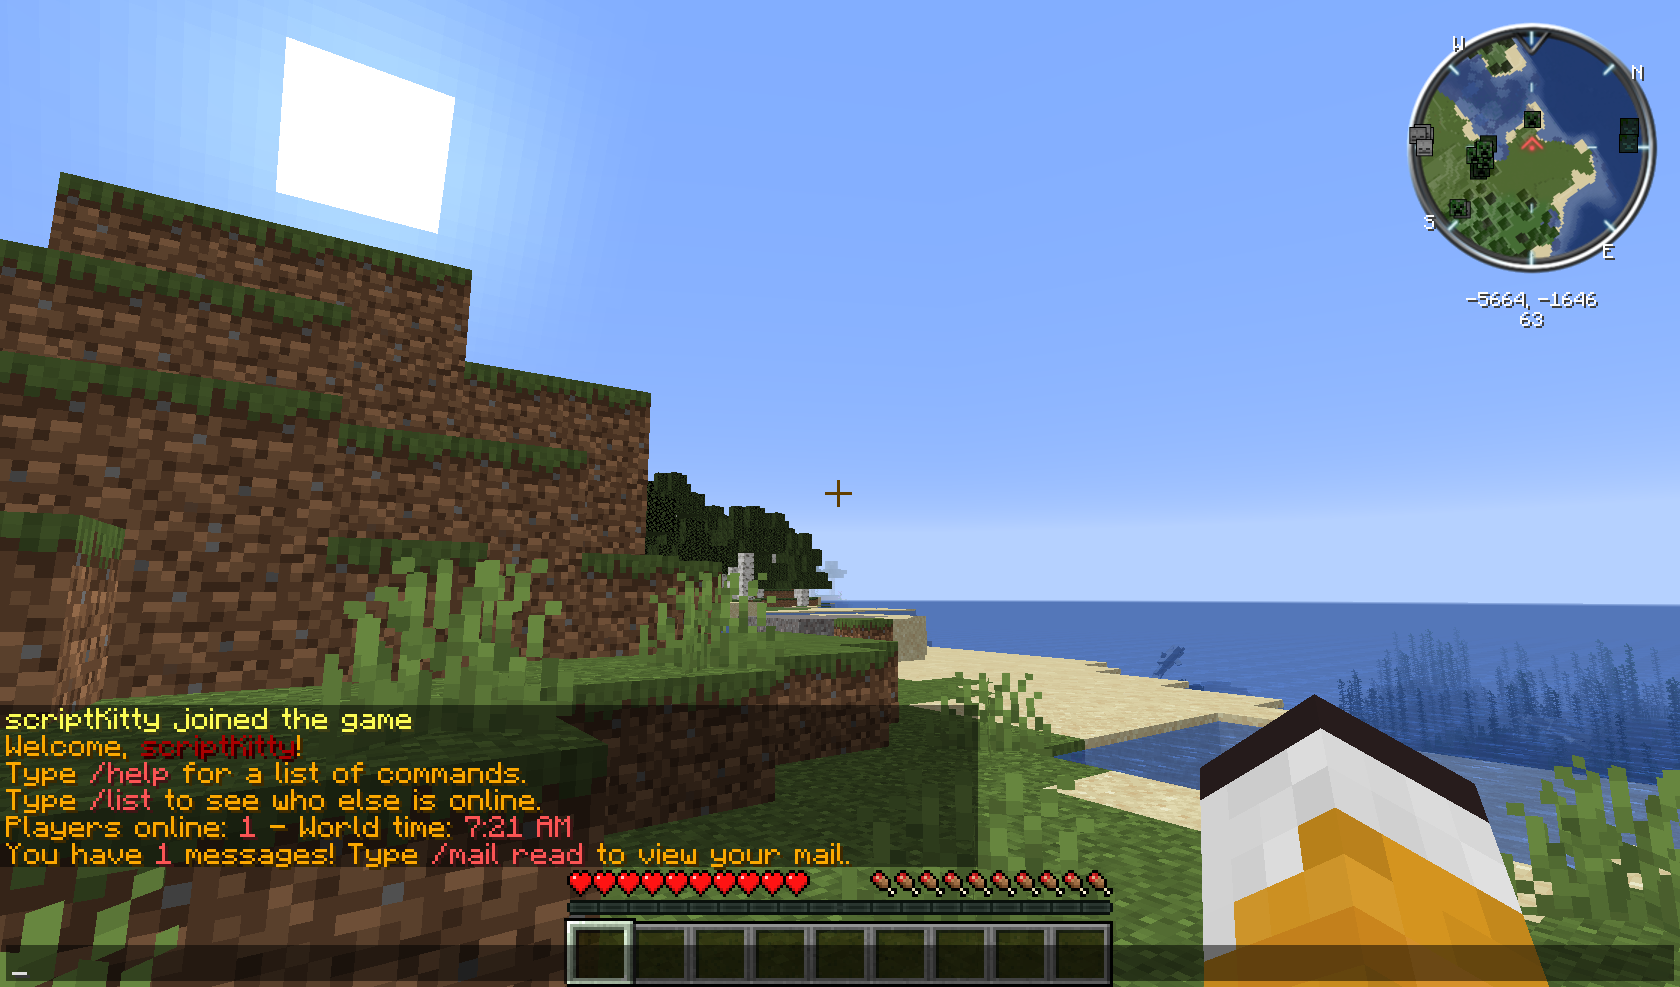 W
N
S
E
-5664, -1646
63
scriptKitty joined the game
Welcome, scriptKitty!
Type /help for a list of commands.
Type /list to see who else is online.
Players online: 1 - World time: 7:21 AM
You have 1 messages! Type /mail read to view your mail.
_